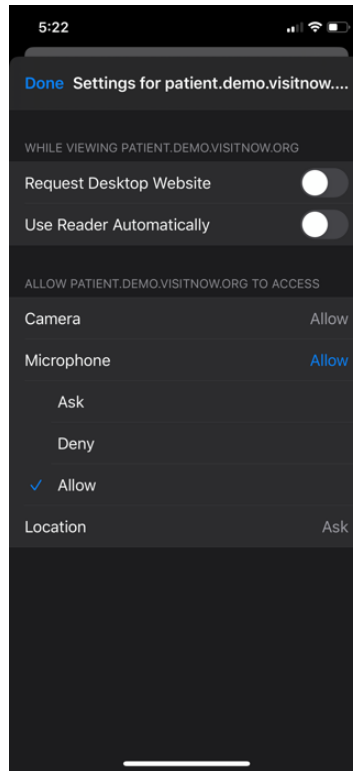 5:22
Done Settings for patient.demo.visitnow....
WHILE VIEWING PATIENT.DEMO.VISITNOW.ORG
Request Desktop Website
Use Reader Automatically
ALLOW PATIENT.DEMO.VISITNOW.ORG TO ACCESS
Camera Allow
Microphone Allow
Ask
Deny
Allow
Location Ask